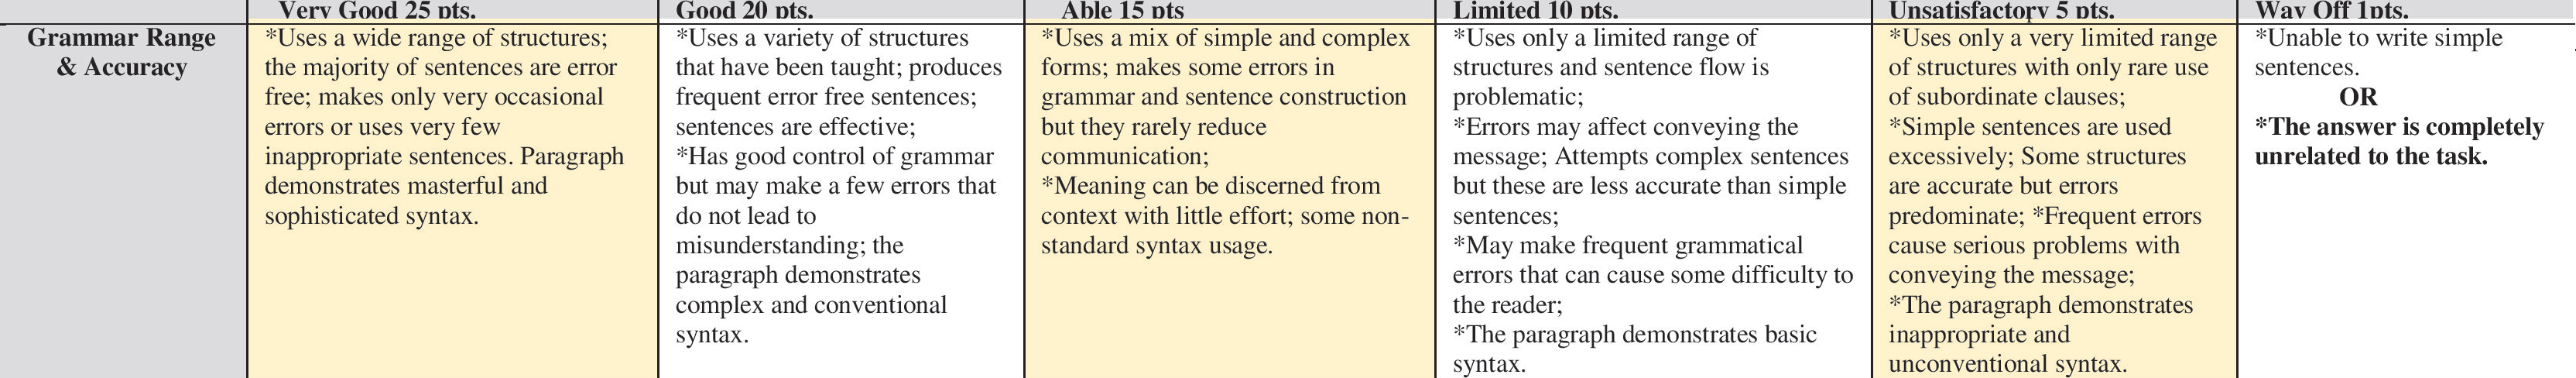 Very Good 25 pts.
Good 20 pts.
Able 15 pts
Limited 10 pts.
Unsatisfactory 5 pts.
Way Off 1pts.
Grammar Range
& Accuracy
*Uses a wide range of structures;
the majority of sentences are error
free; makes only very occasional
errors or uses very few
inappropriate sentences. Paragraph
demonstrates masterful and
sophisticated syntax.
*Uses a variety of structures
that have been taught; produces
frequent error free sentences;
sentences are effective;
*Has good control of grammar
but may make a few errors that
do not lead to
misunderstanding; the
paragraph demonstrates
complex and conventional
syntax.
*Uses a mix of simple and complex
forms; makes some errors in
grammar and sentence construction
but they rarely reduce
communication;
*Meaning can be discerned from
context with little effort; some non-
standard syntax usage.
*Uses only a limited range of
structures and sentence flow is
problematic;
*Errors may affect conveying the
message; Attempts complex sentences
but these are less accurate than simple
sentences;
*May make frequent grammatical
errors that can cause some difficulty to
the reader;
*The paragraph demonstrates basic
syntax.
*Uses only a very limited range
of structures with only rare use
of subordinate clauses;
*Simple sentences are used
excessively; Some structures
are accurate but errors
predominate; *Frequent errors
cause serious problems with
conveying the message;
*The paragraph demonstrates
inappropriate and
unconventional syntax.
*Unable to write simple
sentences.
OR
*The answer is completely
unrelated to the task.